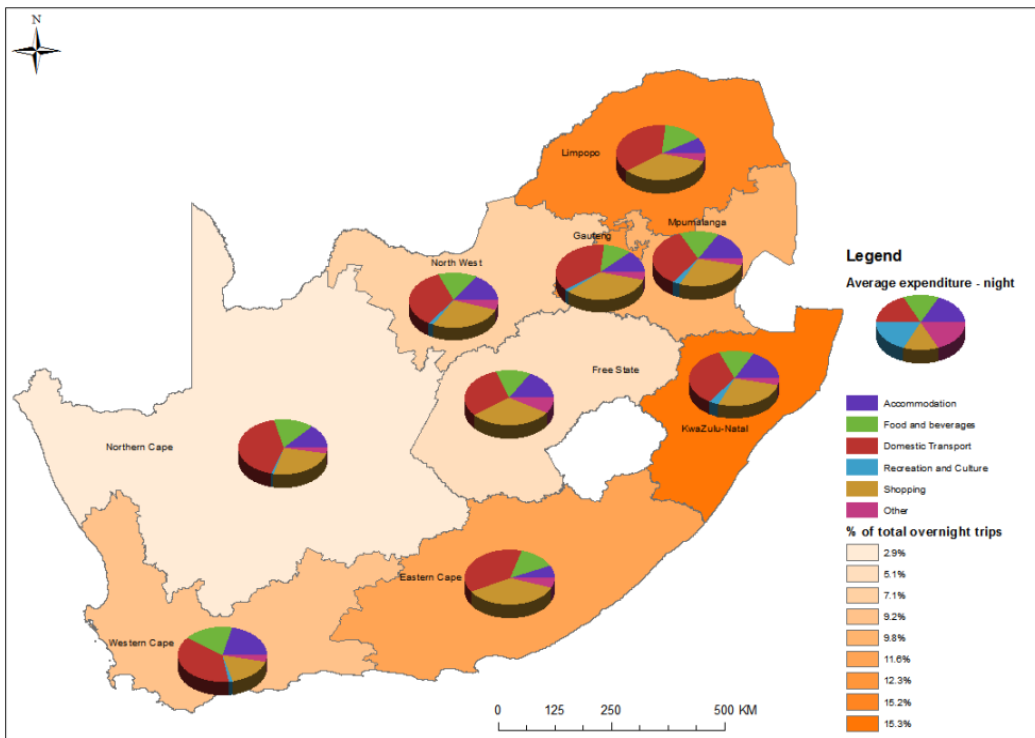 N
Limpopo
Mpumalanga
Gauteng
North West
Free State
KwaZulu-Natal
Northern Cape
Eastern Cape
Western Cape
0 125 250 500 KM
Legend
Average expenditure - night
Accommodation
Food and beverages
Domestic Transport
Recreation and Culture
Shopping
Other
% of total overnight trips
2.9%
5.1%
7.1%
9.2%
9.8%
11.6%
12.3%
15.2%
15.3%